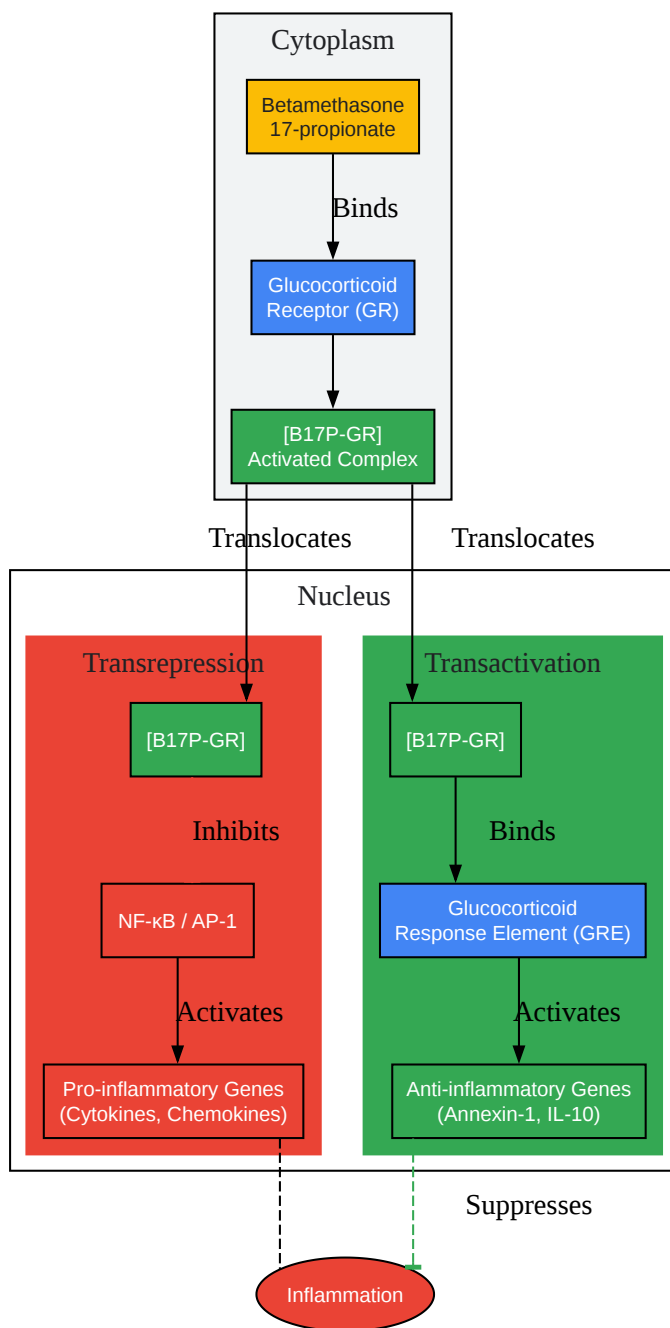 Cytoplasm
Betamethasone
17-propionate
Binds
Glucocorticoid
Receptor (GR)
[B17P-GR]
Activated Complex
Translocates
Translocates
Nucleus
Transrepression
[B17P-GR]
Inhibits
NF-κB / AP-1
Activates
Pro-inflammatory Genes
(Cytokines, Chemokines)
Transactivation
[B17P-GR]
Binds
Glucocorticoid
Response Element (GRE)
Activates
Anti-inflammatory Genes
(Annexin-1, IL-10)
Suppresses
Inflammation